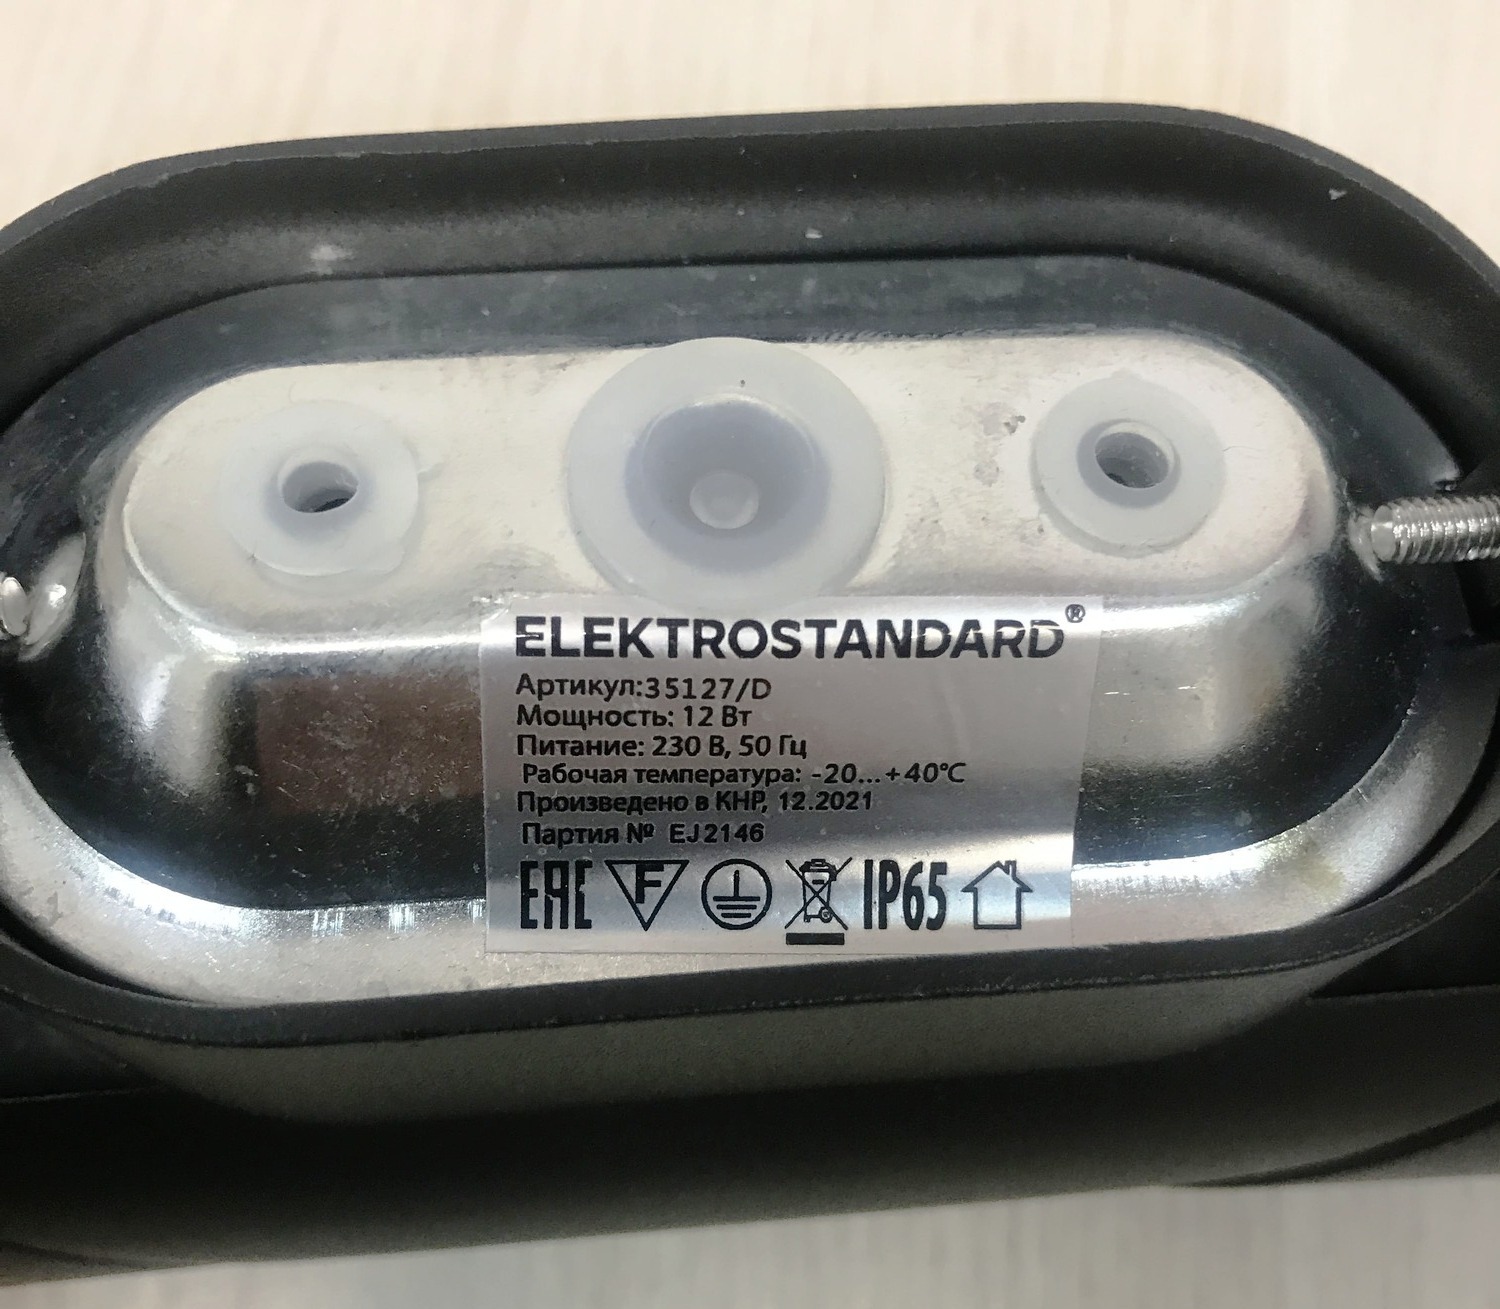 ELEKTROSTANDARD®
Артикул:35127/D
Мощность: 12 Вт
Питание: 230 В, 50 Гц
Рабочая температура: -20...+40°C
Произведено в КНР, 12.2021
Партия № EJ2146
EAC F IP65